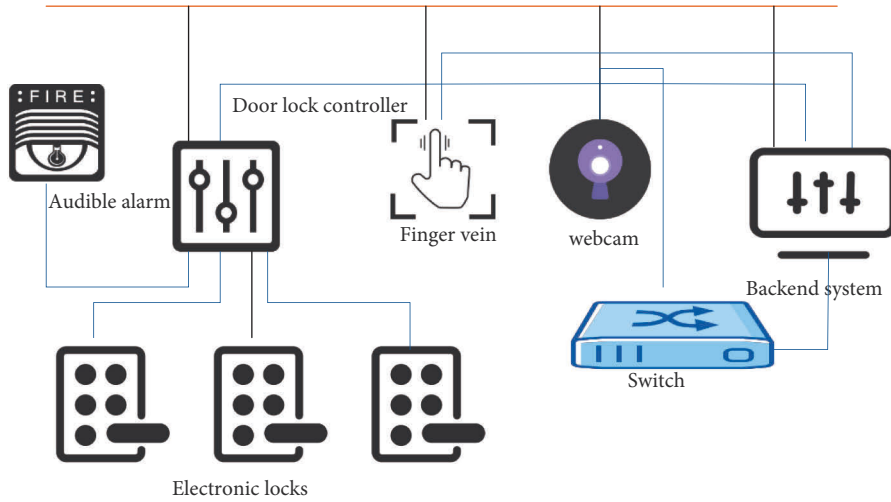 :FIRE:
Door lock controller
Audible alarm
Finger vein
webcam
Backend system
Switch
Electronic locks